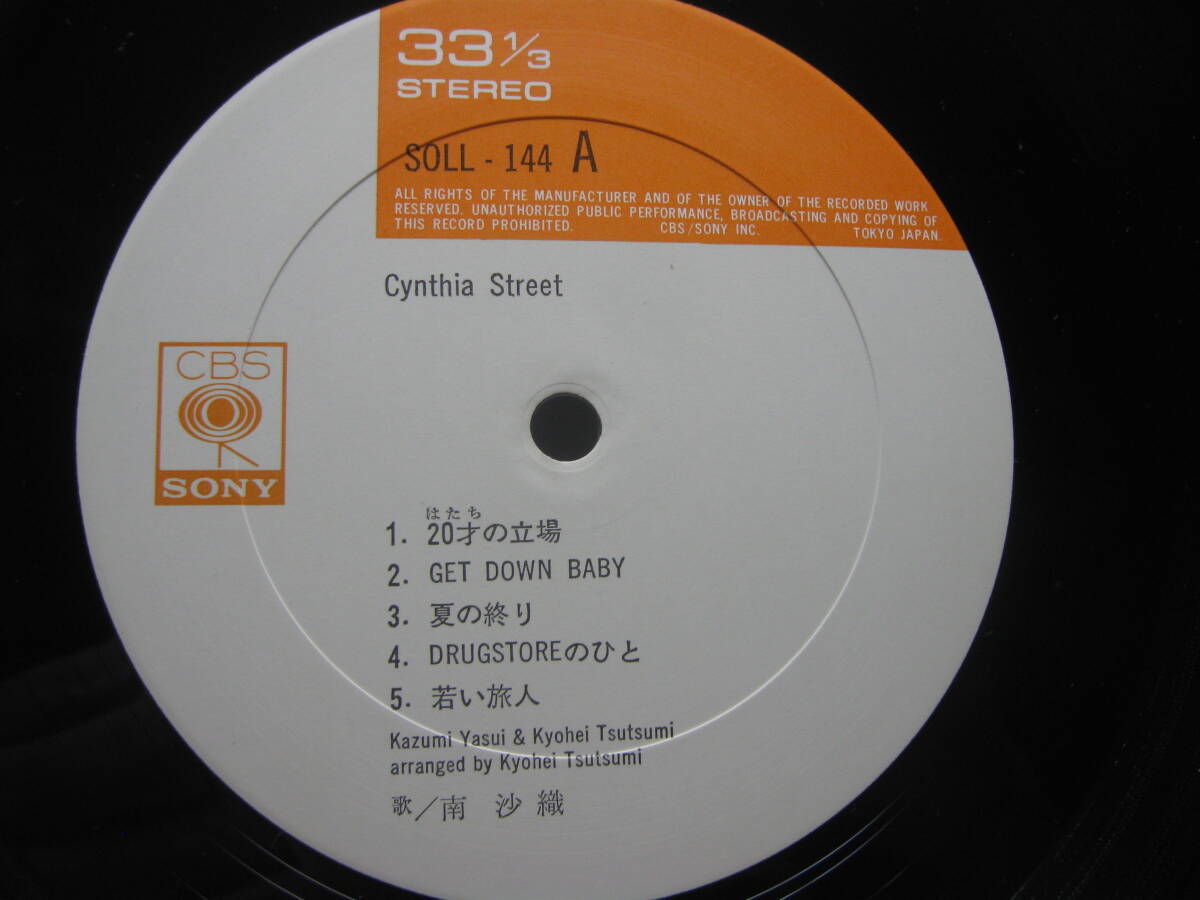 33 1/3
STEREO
SOLL - 144 A
ALL RIGHTS OF THE MANUFACTURER AND OF THE OWNER OF THE RECORDED WORK
RESERVED. UNAUTHORIZED PUBLIC PERFORMANCE, BROADCASTING AND COPYING OF
THIS RECORD PROHIBITED. CBS/SONY INC. TOKYO JAPAN.
Cynthia Street
CBS
SONY
はたち
1. 20才の立場
2. GET DOWN BABY
3. 夏の終り
4. DRUGSTOREのひと
5. 若い旅人
Kazumi Yasui & Kyohei Tsutsumi
arranged by Kyohei Tsutsumi
歌/南 沙織